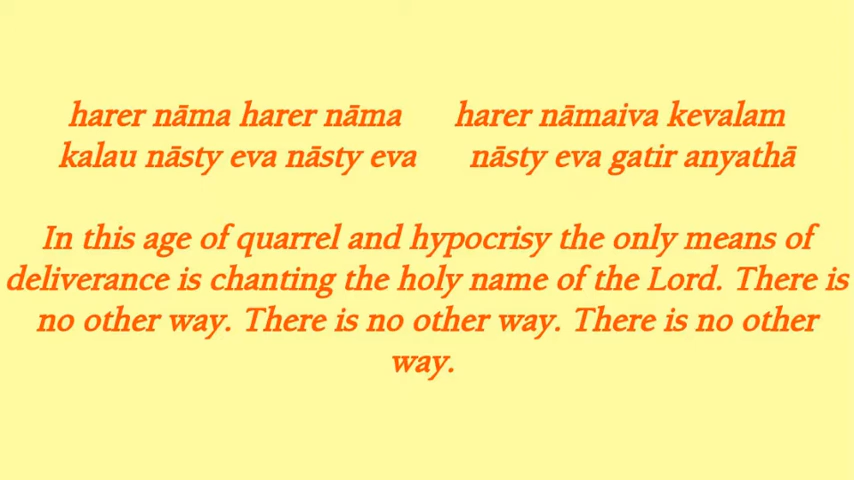 harer nāma harer nāma harer nāmaiva kevalam
kalau nāsty eva nāsty eva nāsty eva gatir anyathā
In this age of quarrel and hypocrisy the only means of
deliverance is chanting the holy name of the Lord. There is
no other way. There is no other way. There is no other
way.